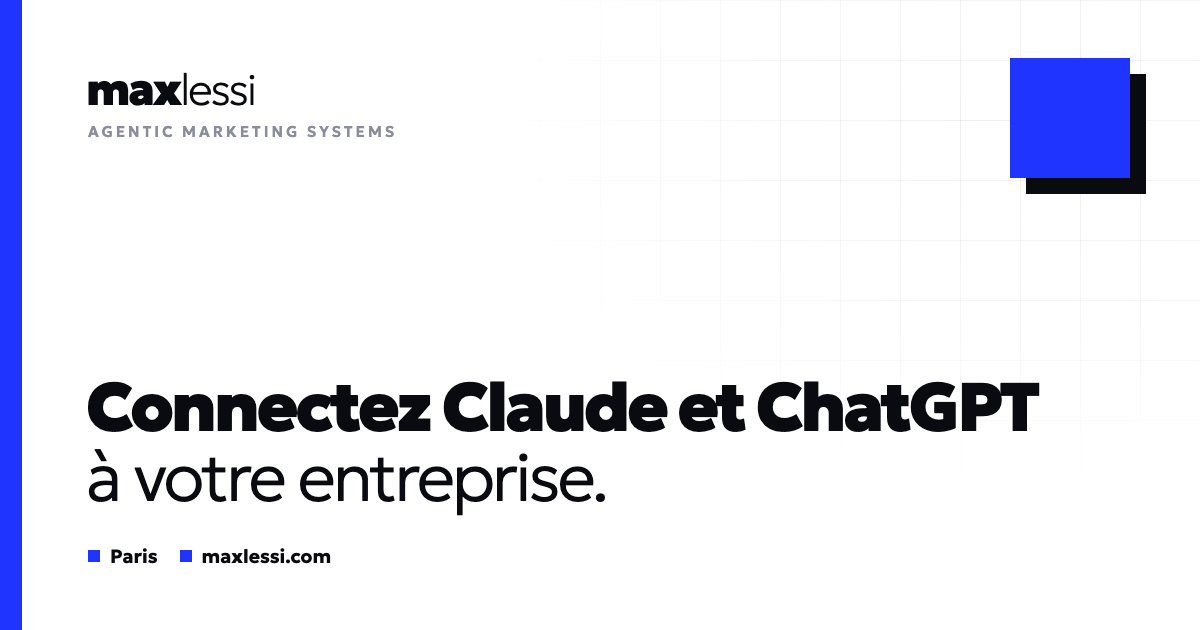 maxlessi
AGENTIC MARKETING SYSTEMS
Connectez Claude et ChatGPT
à votre entreprise.
Paris maxlessi.com